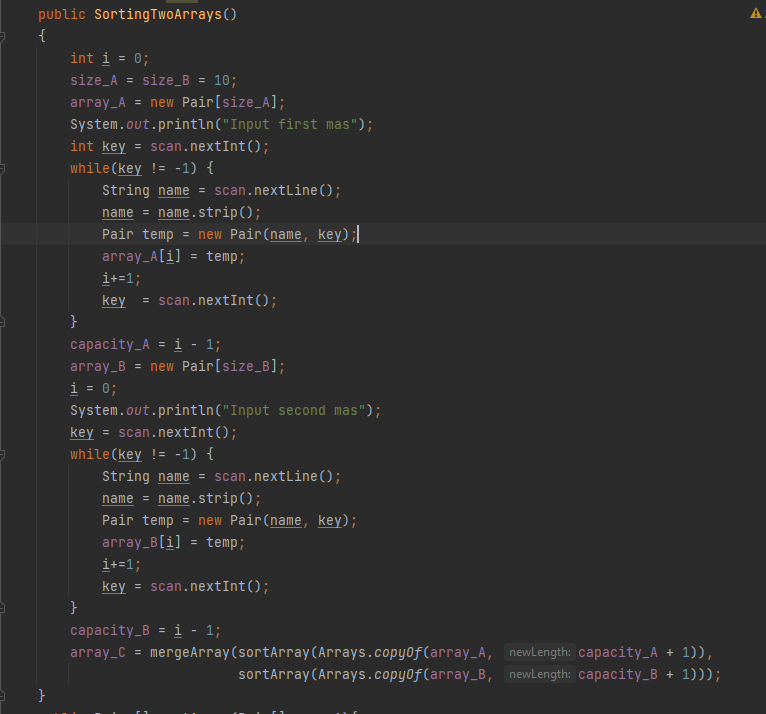 public SortingTwoArrays()
{
int i = 0;
size_A = size_B = 10;
array_A = new Pair[size_A];
System.out.println("Input first mas");
int key = scan.nextInt();
while(key != -1) {
String name = scan.nextLine();
name = name.strip();
Pair temp = new Pair(name, key);
array_A[i] = temp;
i+=1;
key  = scan.nextInt();
}
capacity_A = i - 1;
array_B = new Pair[size_B];
i = 0;
System.out.println("Input second mas");
key = scan.nextInt();
while(key != -1) {
String name = scan.nextLine();
name = name.strip();
Pair temp = new Pair(name, key);
array_B[i] = temp;
i+=1;
key = scan.nextInt();
}
capacity_B = i - 1;
array_C = mergeArray(sortArray(Arrays.copyOf(array_A, newLength: capacity_A + 1)),
sortArray(Arrays.copyOf(array_B, newLength: capacity_B + 1)));
}